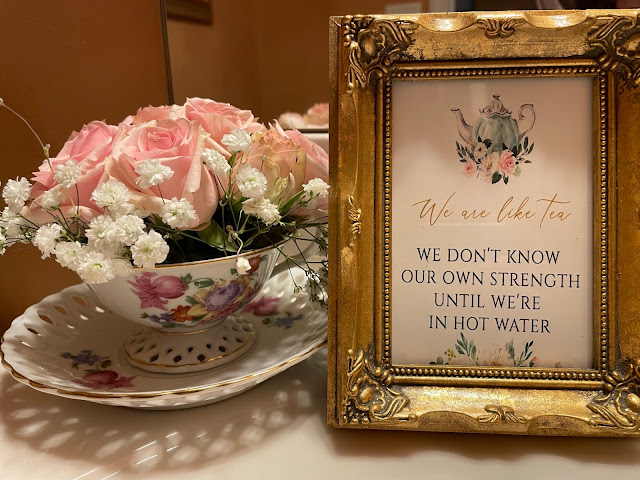 We are like tea
WE DON'T KNOW
OUR OWN STRENGTH
UNTIL WE'RE
IN HOT WATER